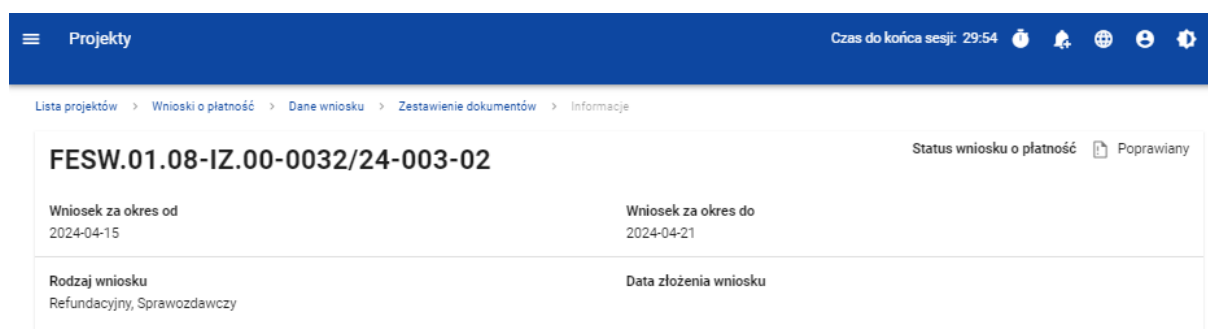 Projekty
Czas do końca sesji: 29:54
Lista projektów > Wnioski o płatność > Dane wniosku > Zestawienie dokumentów > Informacje
FESW.01.08-IZ.00-0032/24-003-02
Status wniosku o płatność Poprawiany
Wniosek za okres od
2024-04-15
Wniosek za okres do
2024-04-21
Rodzaj wniosku
Refundacyjny, Sprawozdawczy
Data złożenia wniosku